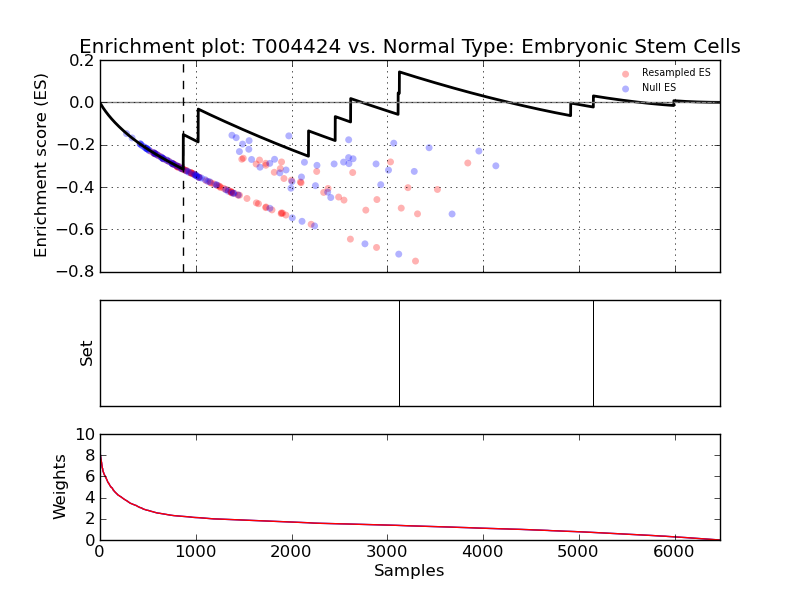 Enrichment plot: T004424 vs. Normal Type: Embryonic Stem Cells
Enrichment score (ES)
0.2
0.0
−0.2
−0.4
−0.6
−0.8
Resampled ES
Null ES
Set
Weights
10
8
6
4
2
0
0 1000 2000 3000 4000 5000 6000
Samples